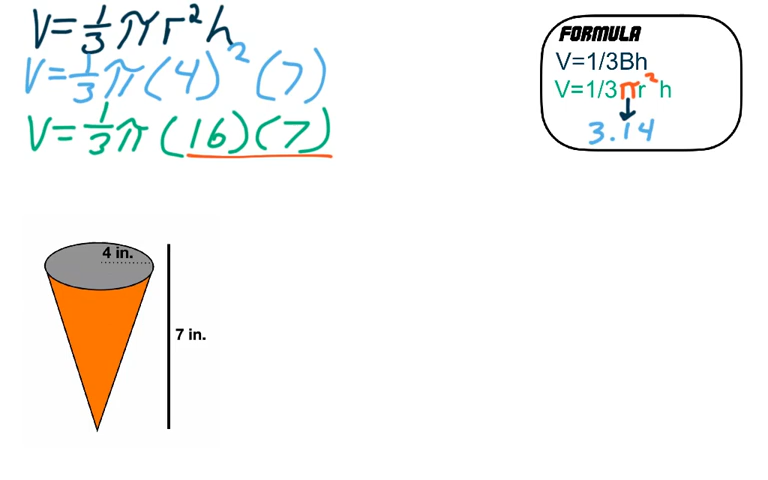 V=1/3πr²h
V=1/3π(4)²(7)
V=1/3π(16)(7)
FORMULA
V=1/3Bh
V=1/3πr²h
3.14
4 in.
7 in.